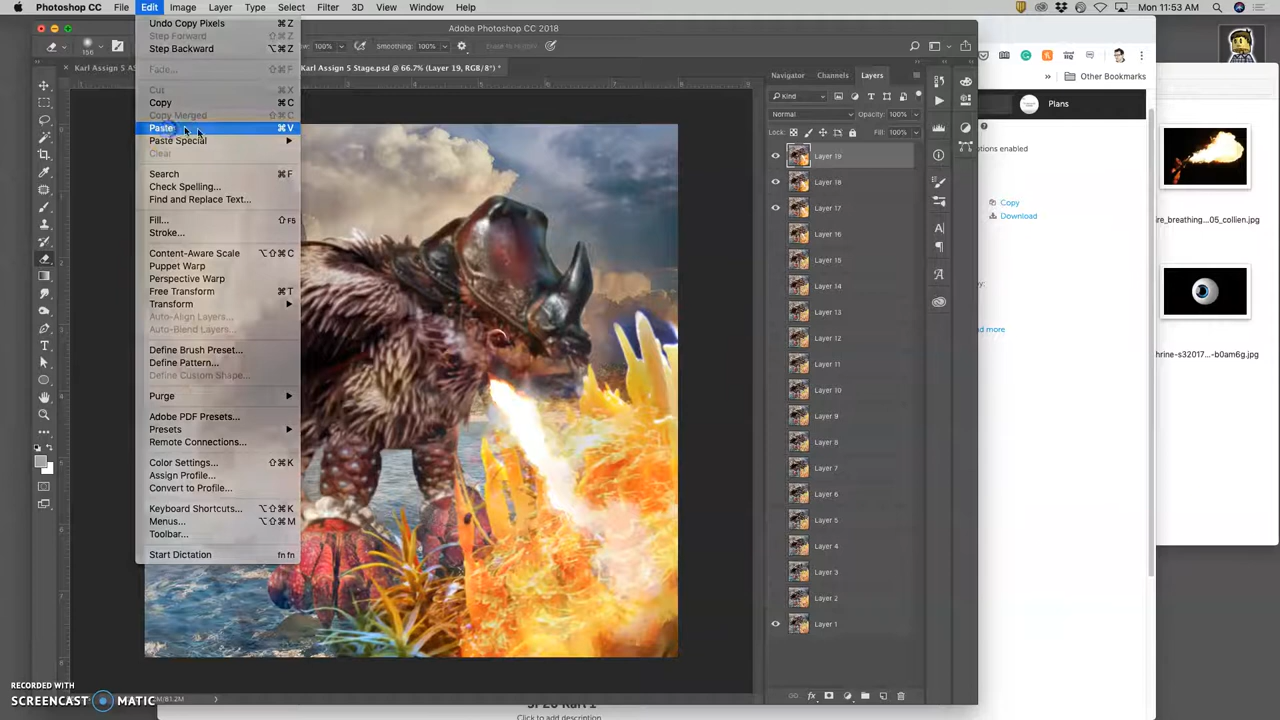 Photoshop CC File Edit Image Layer Type Select Filter 3D View Window Help 11:53 AM
Undo Copy Pixels ⌘Z
Step Forward ⇧⌘Z
Step Backward ⌥⌘Z
Fade... ⇧⌘F
Cut ⌘X
Copy ⌘C
Copy Merged ⇧⌘C
Paste ⌘V
Paste Special
Clear
Search ⌘F
Check Spelling...
Find and Replace Text...
Fill... ⇧F5
Stroke...
Content-Aware Scale ⌥⇧⌘C
Puppet Warp
Perspective Warp
Free Transform ⌘T
Transform
Auto-Align Layers...
Auto-Blend Layers...
Define Brush Preset...
Define Pattern...
Define Custom Shape...
Purge
Adobe PDF Presets...
Presets
Remote Connections...
Color Settings... ⇧⌘K
Assign Profile...
Convert to Profile...
Keyboard Shortcuts... ⌥⇧⌘K
Menus... ⌥⇧⌘M
Toolbar...
Start Dictation fn fn
Adobe Photoshop CC 2018
156 100% Smoothing: 100%
Karl Assign 5 AS
Karl Assign 5 Stage.psd @ 66.7% (Layer 19, RGB/8*) *
Navigator Channels Layers
Kind
Normal Opacity: 100%
Lock: Fill: 100%
Layer 19
Layer 18
Layer 17
Layer 16
Layer 15
Layer 14
Layer 13
Layer 12
Layer 11
Layer 10
Layer 9
Layer 8
Layer 7
Layer 6
Layer 5
Layer 4
Layer 3
Layer 2
Layer 1
fx
Other Bookmarks
Plans
ptions enabled
Copy
Download
ad more
ire_breathing...05_collien.jpg
hrine-s32017...-b0am6g.jpg
RECORDED WITH
SCREENCAST MATIC
M/81.2M
Click to add description